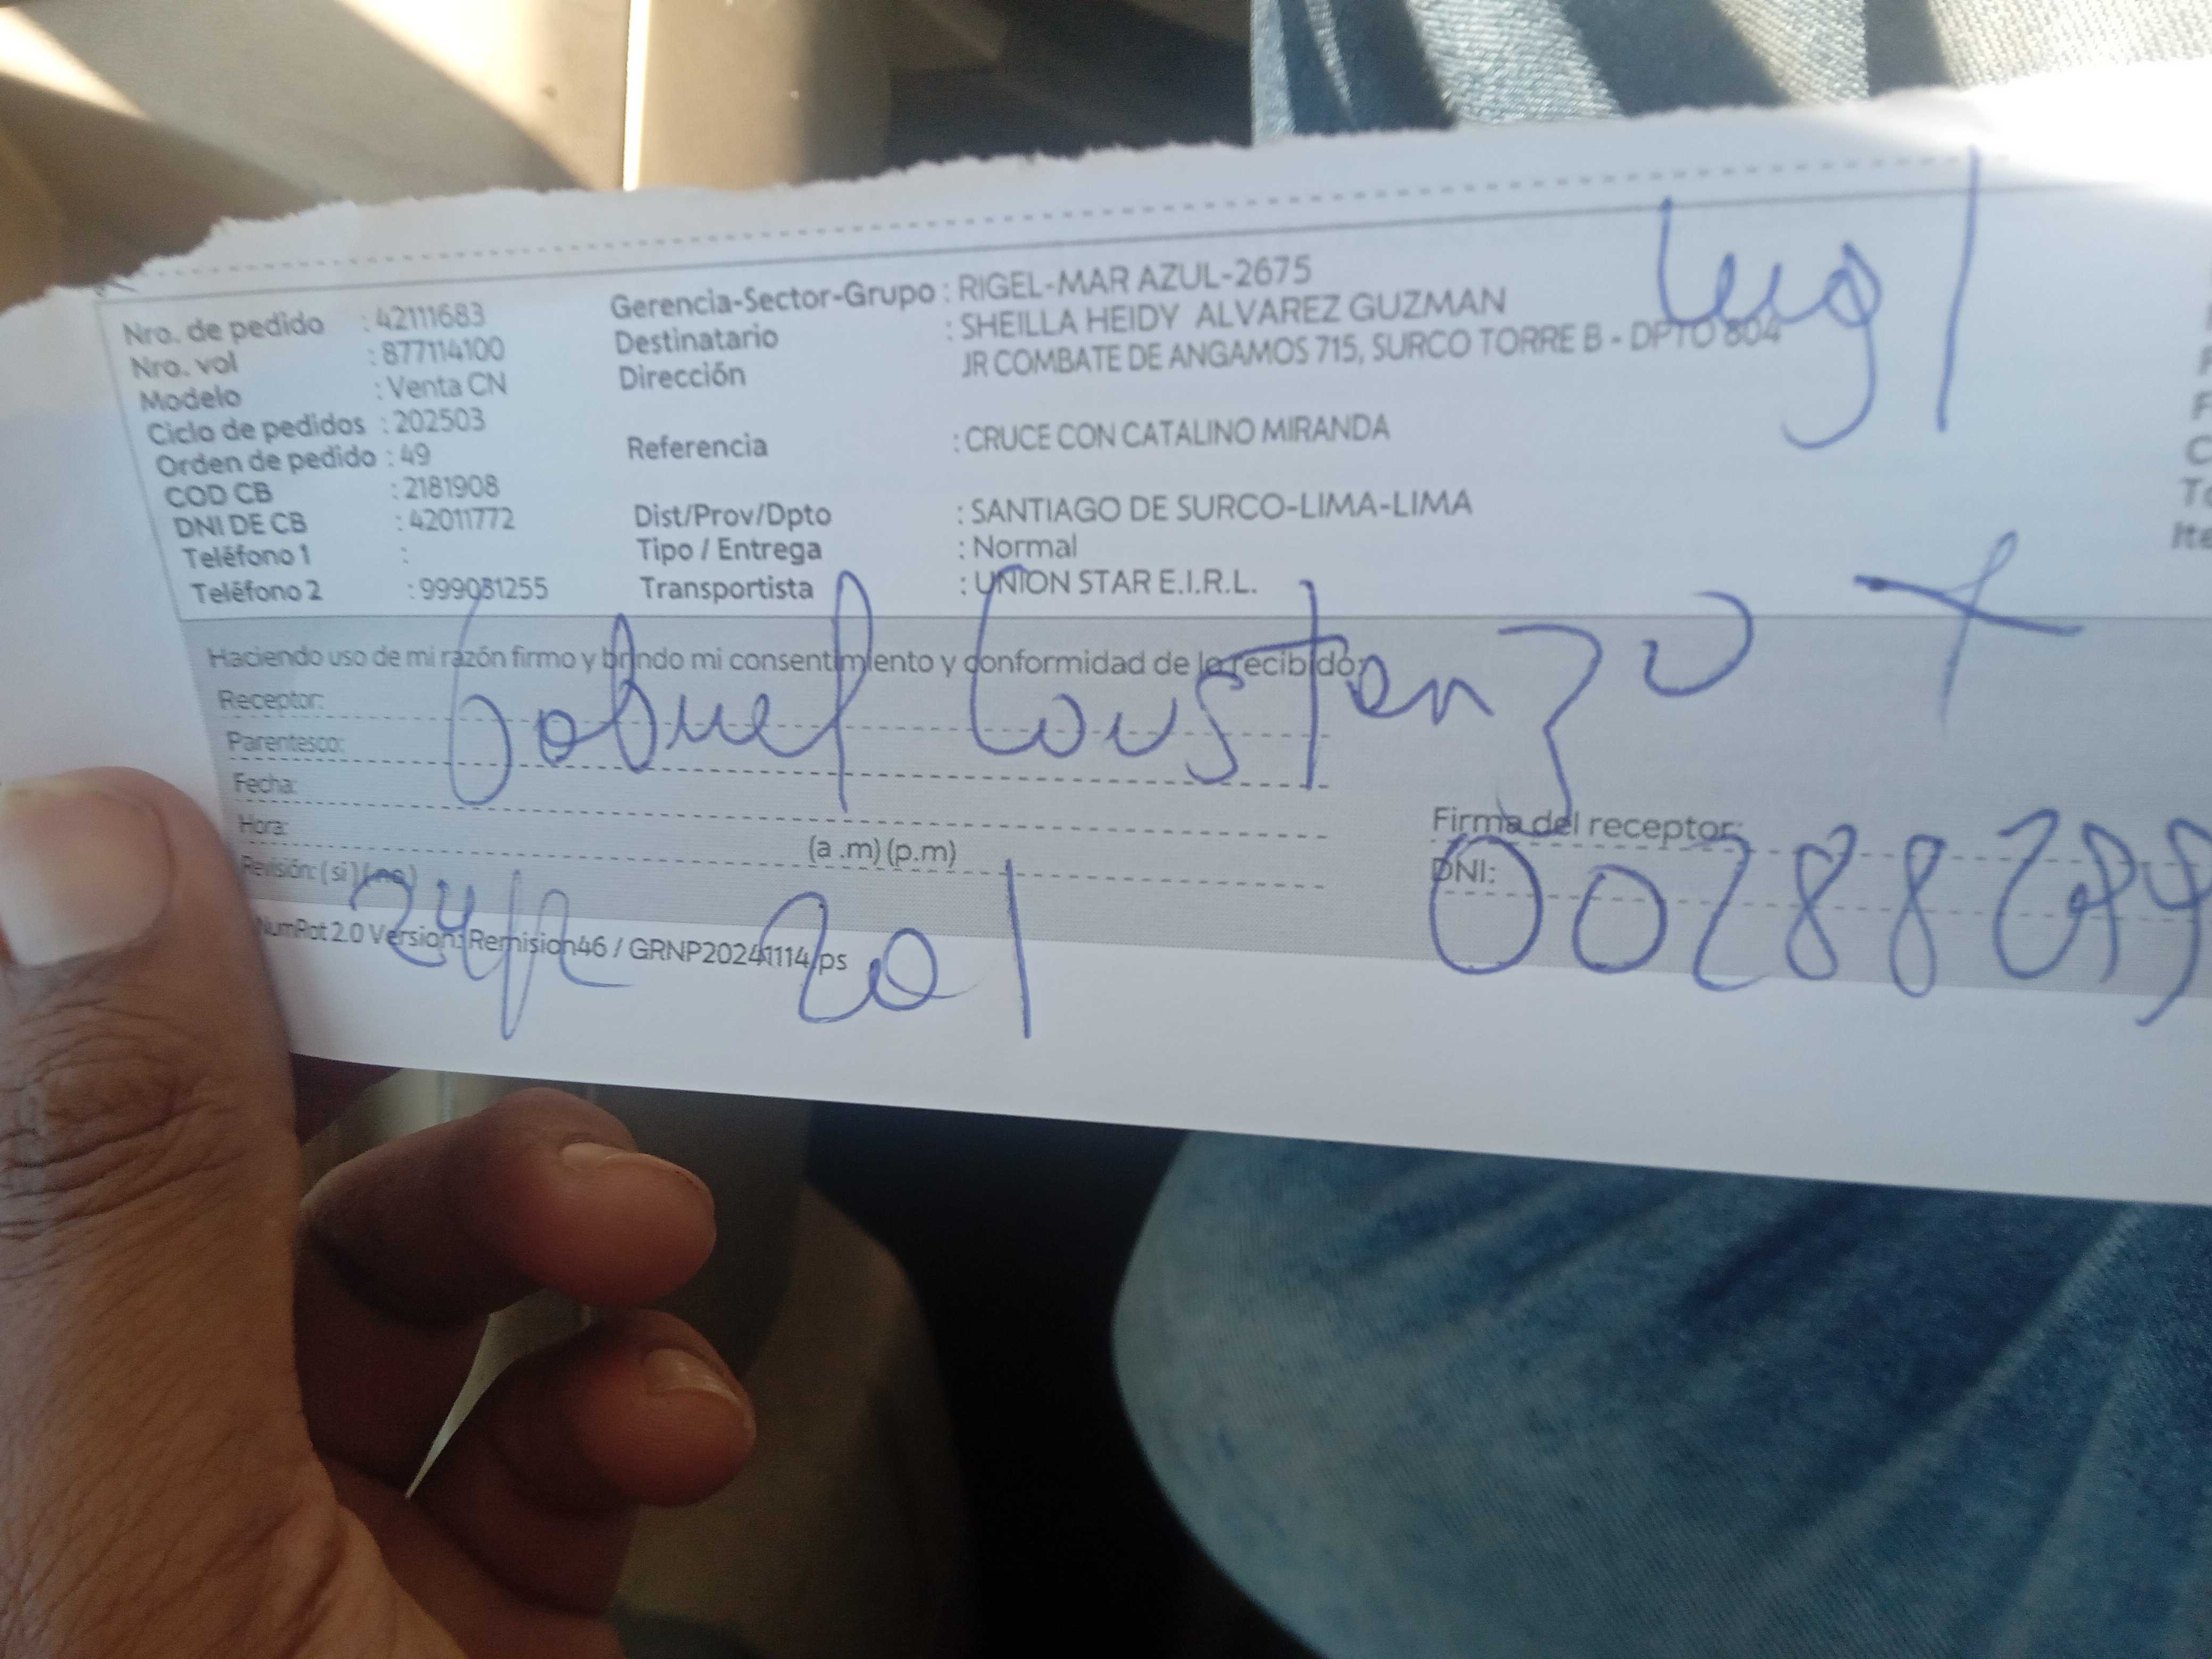 Nro. de pedido : 42111683
Nro. vol : 877114100
Modelo : Venta CN
Ciclo de pedidos : 202503
Orden de pedido : 49
COD CB : 2181908
DNI DE CB : 42011772
Teléfono 1 :
Teléfono 2 : 999081255
Gerencia-Sector-Grupo : RIGEL-MAR AZUL-2675
Destinatario : SHEILLA HEIDY ALVAREZ GUZMAN
Dirección JR COMBATE DE ANGAMOS 715, SURCO TORRE B - DPTO 804
Referencia : CRUCE CON CATALINO MIRANDA
Dist/Prov/Dpto : SANTIAGO DE SURCO-LIMA-LIMA
Tipo / Entrega : Normal
Transportista : UNION STAR E.I.R.L.
Haciendo uso de mi razón firmo y brindo mi consentimiento y conformidad de lo recibido:
Receptor:
Parentesco:
Fecha:
Hora: (a .m) (p.m)
Revisión: ( si ) ( no )
Firma del receptor:
DNI:
NumRot 2.0 Version: Remision46 / GRNP20241114.ps